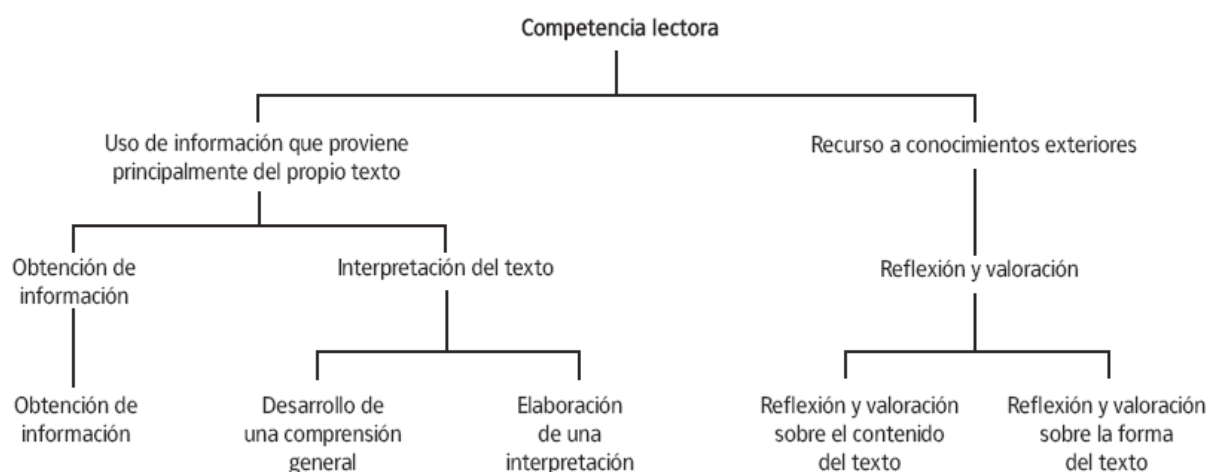 Competencia lectora
Uso de información que proviene
principalmente del propio texto
Recurso a conocimientos exteriores
Obtención de
información
Interpretación del texto
Reflexión y valoración
Obtención de
información
Desarrollo de
una comprensión
general
Elaboración
de una
interpretación
Reflexión y valoración
sobre el contenido
del texto
Reflexión y valoración
sobre la forma
del texto